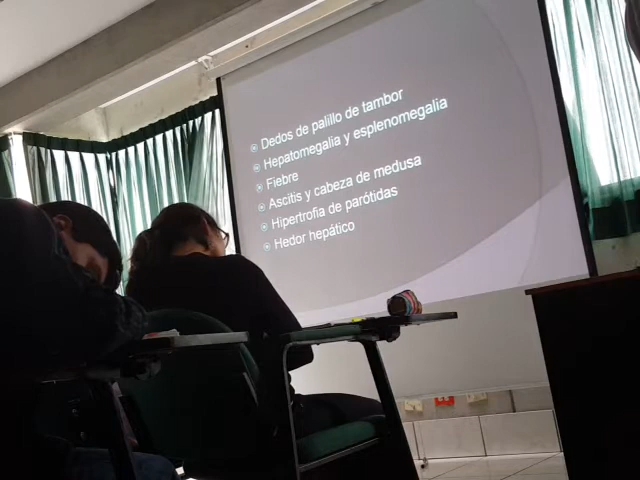 Dedos de palillo de tambor
Hepatomegalia y esplenomegalia
Fiebre
Ascitis y cabeza de medusa
Hipertrofia de parótidas
Hedor hepático